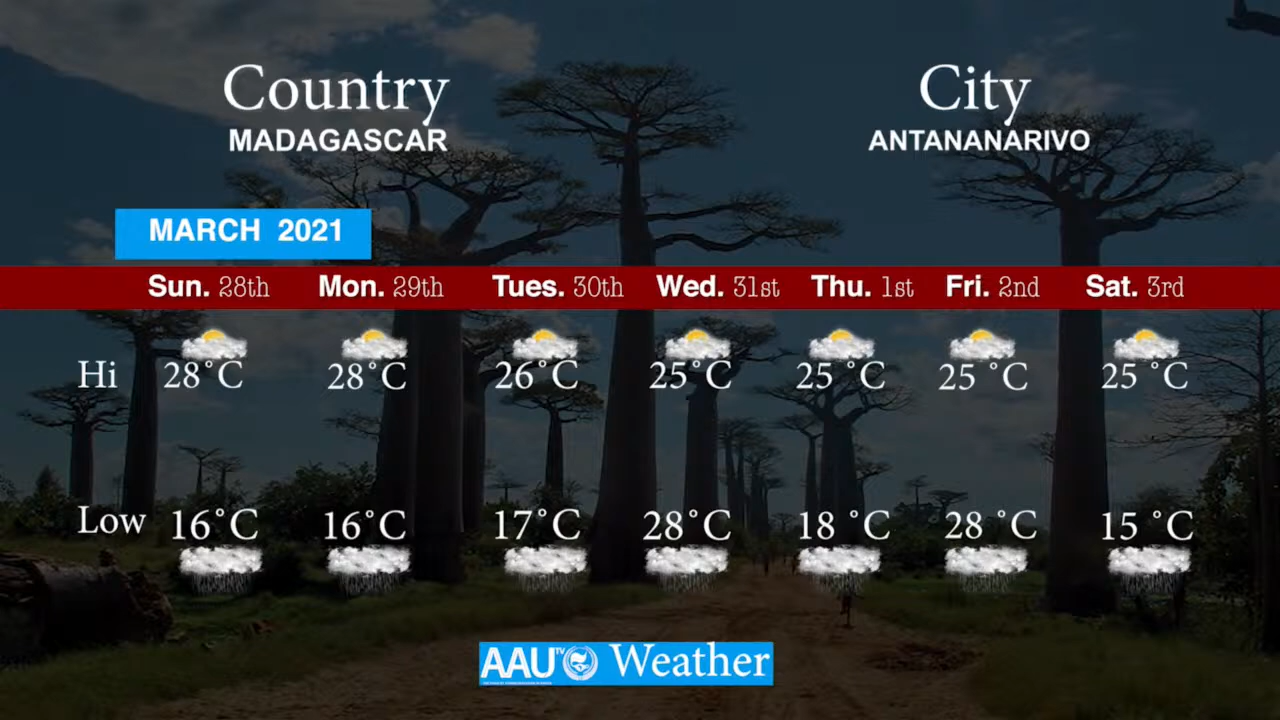 Country
MADAGASCAR
City
ANTANANARIVO
MARCH 2021
Sun. 28th Mon. 29th Tues. 30th Wed. 31st Thu. 1st Fri. 2nd Sat. 3rd
Hi 28°C 28°C 26°C 25°C 25°C 25°C 25°C
Low 16°C 16°C 17°C 28°C 18°C 28°C 15°C
AAU TV Weather